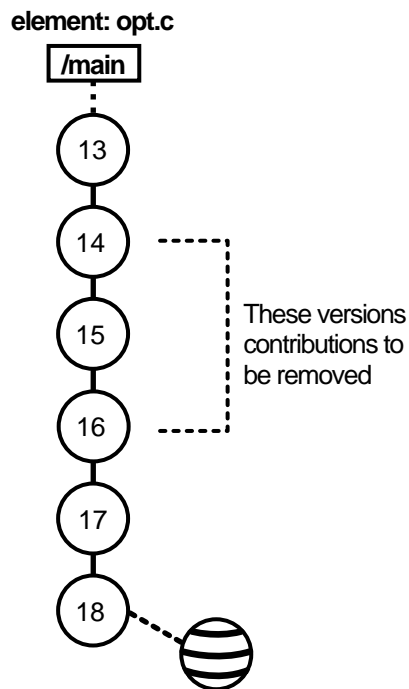 element: opt.c
/main
13
14
15
These versions
contributions to
be removed
16
17
18